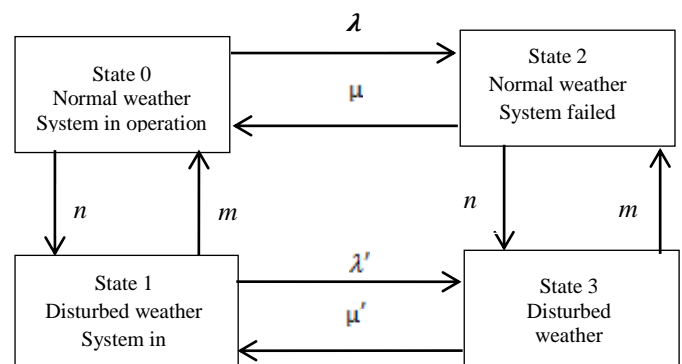 λ
State 0
Normal weather
System in operation
State 2
Normal weather
System failed
μ
n
m
n
m
State 1
Disturbed weather
System in
λ′
μ′
State 3
Disturbed
weather